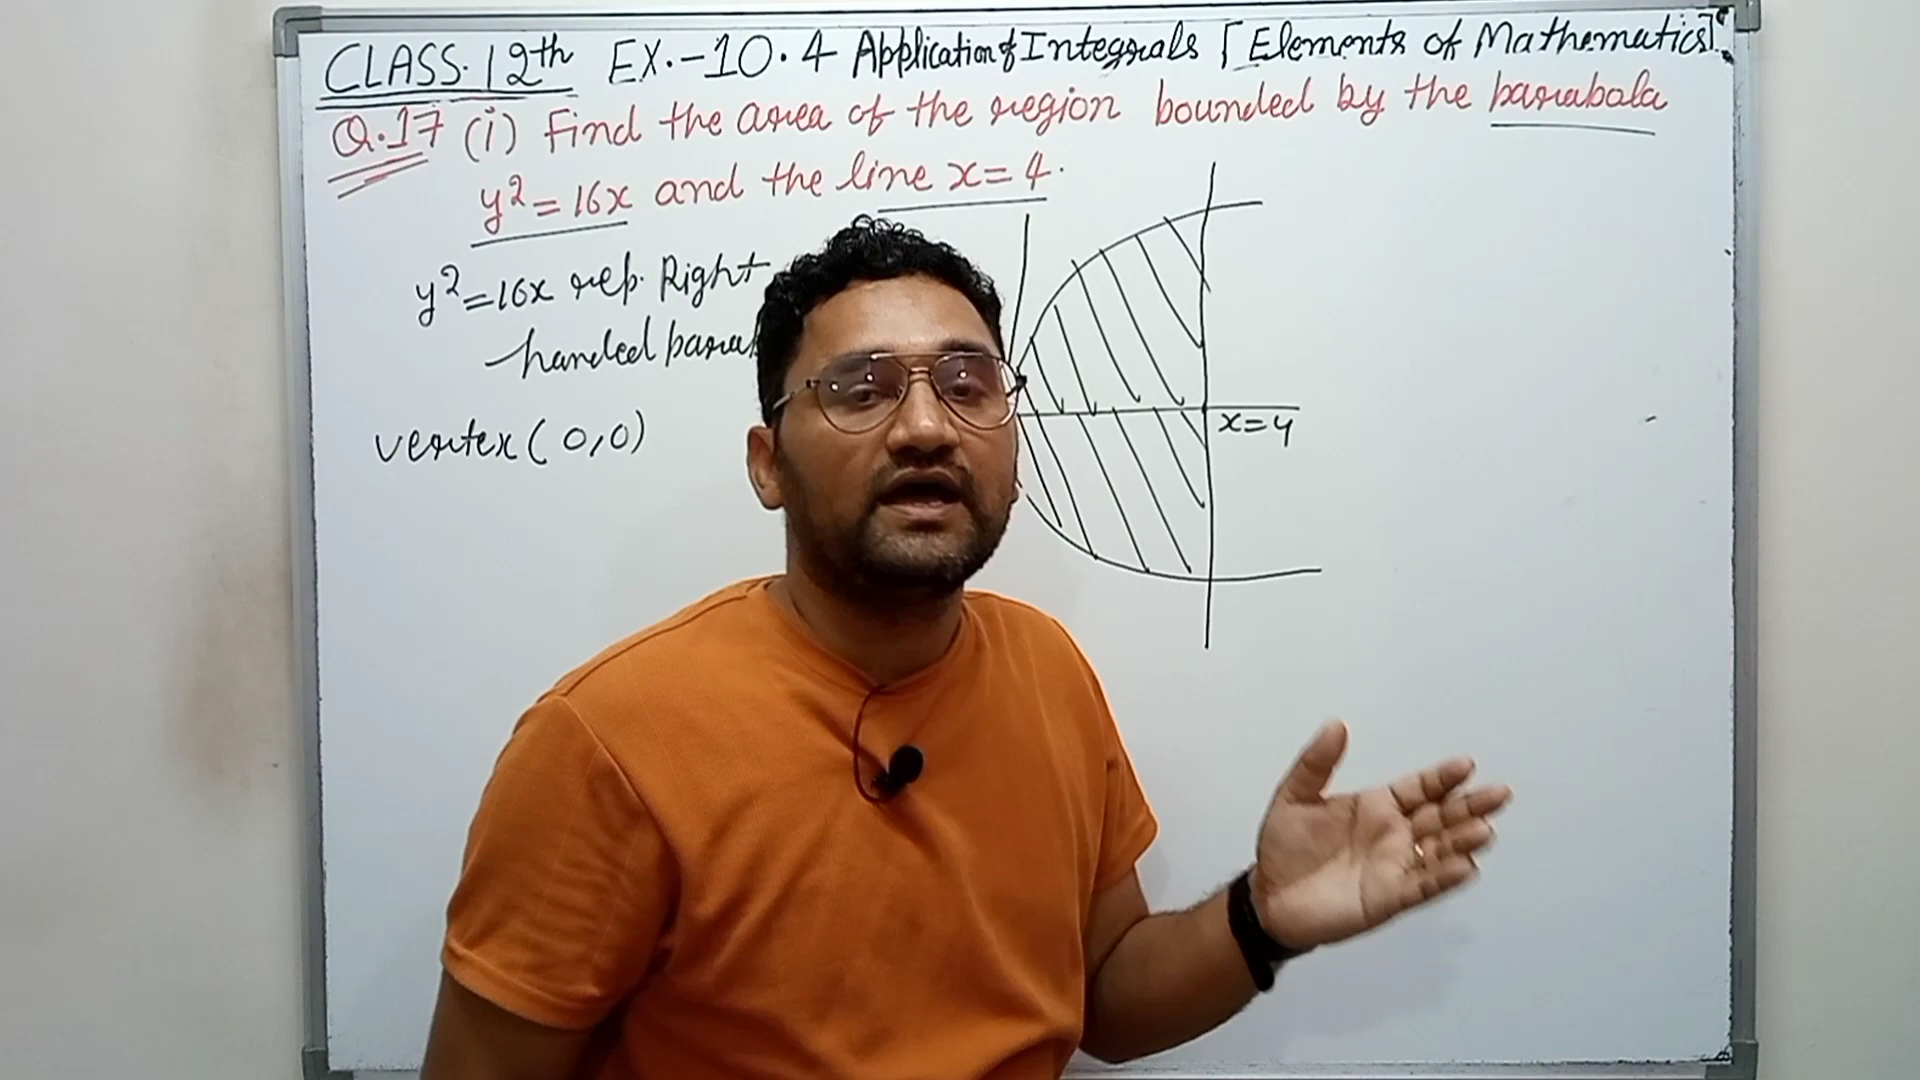 CLASS. 12th EX.-10.4 Application of Integrals [Elements of Mathematics].
Q.17 (i) Find the area of the region bounded by the parabola
y²=16x and the line x=4.
y²=16x rep. Right
handed
vertex (0,0)
x=4